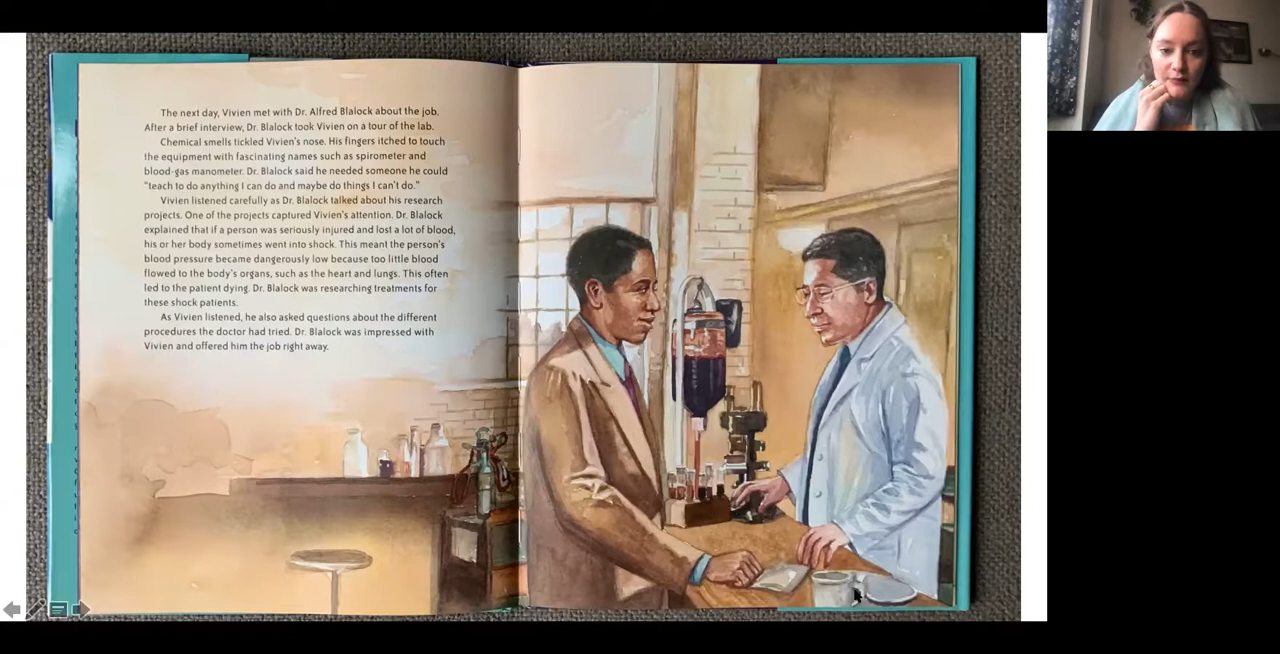 The next day, Vivien met with Dr. Alfred Blalock about the job.
After a brief interview, Dr. Blalock took Vivien on a tour of the lab.
Chemical smells tickled Vivien's nose. His fingers itched to touch
the equipment with fascinating names such as spirometer and
blood-gas manometer. Dr. Blalock said he needed someone he could
"teach to do anything I can do and maybe do things I can't do."
Vivien listened carefully as Dr. Blalock talked about his research
projects. One of the projects captured Vivien's attention. Dr. Blalock
explained that if a person was seriously injured and lost a lot of blood,
his or her body sometimes went into shock. This meant the person's
blood pressure became dangerously low because too little blood
flowed to the body's organs, such as the heart and lungs. This often
led to the patient dying. Dr. Blalock was researching treatments for
these shock patients.
As Vivien listened, he also asked questions about the different
procedures the doctor had tried. Dr. Blalock was impressed with
Vivien and offered him the job right away.